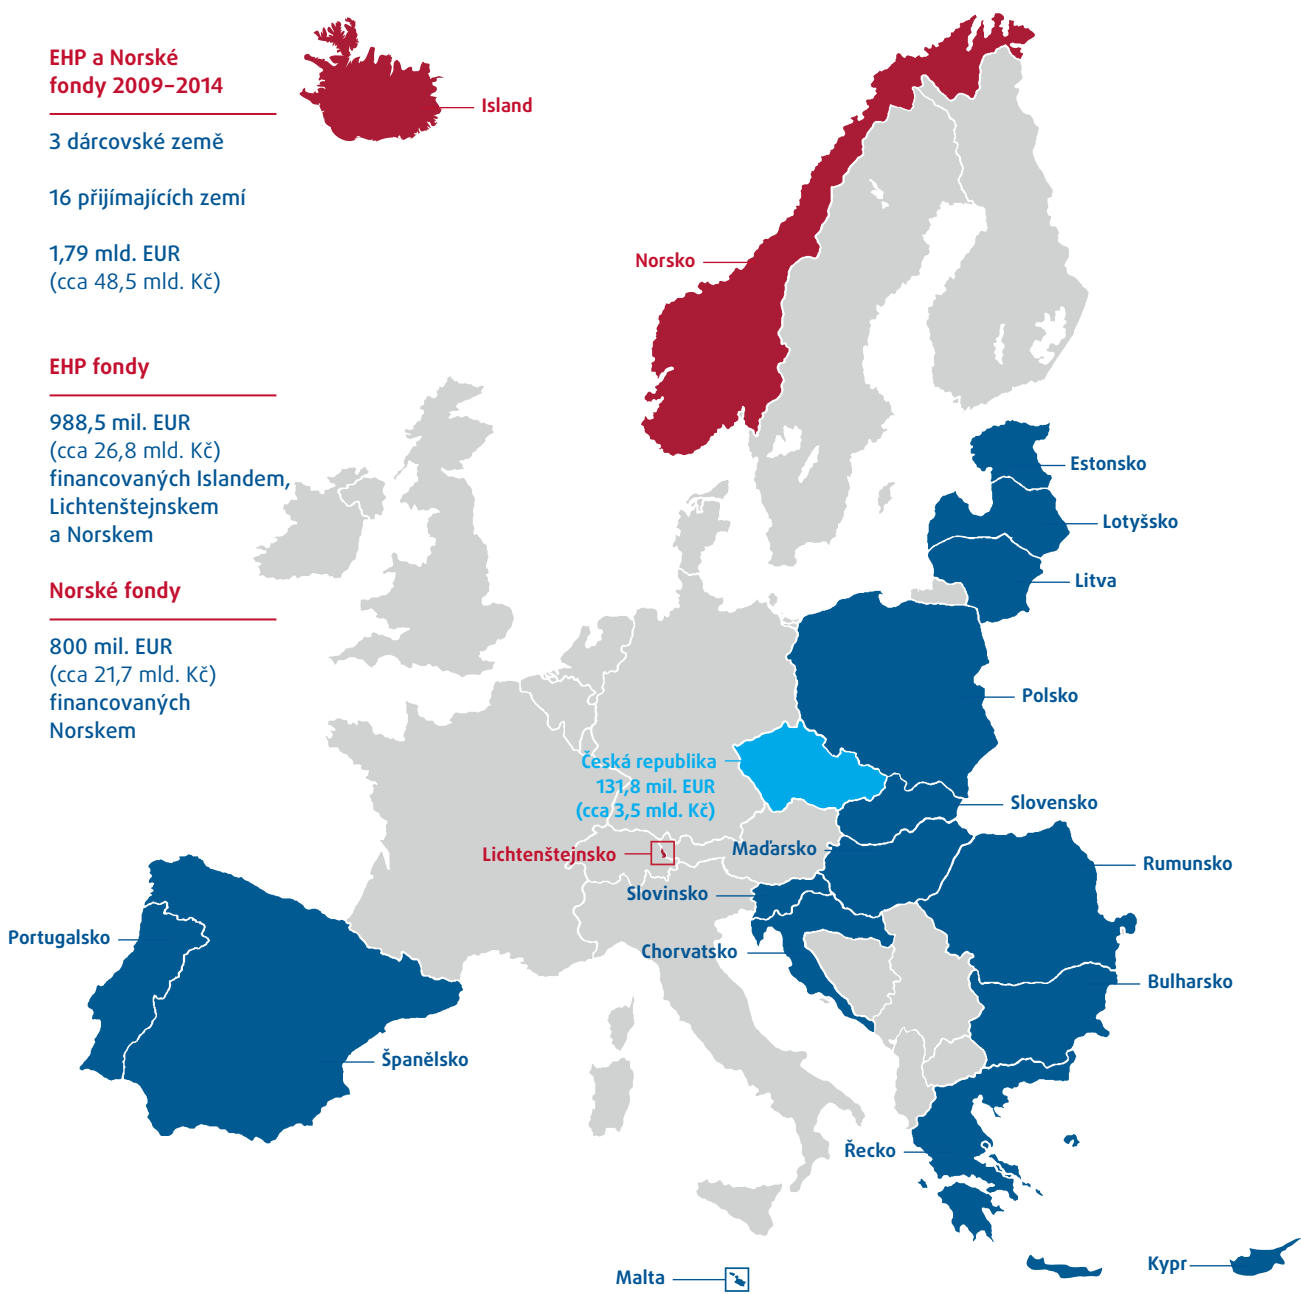 EHP a Norské
fondy 2009–2014
3 dárcovské země
16 přijímajících zemí
1,79 mld. EUR
(cca 48,5 mld. Kč)
EHP fondy
988,5 mil. EUR
(cca 26,8 mld. Kč)
financovaných Islandem,
Lichtenštejnskem
a Norskem
Norské fondy
800 mil. EUR
(cca 21,7 mld. Kč)
financovaných
Norskem
Island
Norsko
Estonsko
Lotyšsko
Litva
Polsko
Česká republika
131,8 mil. EUR
(cca 3,5 mld. Kč)
Slovensko
Lichtenštejnsko
Maďarsko
Rumunsko
Slovinsko
Portugalsko
Chorvatsko
Bulharsko
Španělsko
Řecko
Kypr
Malta